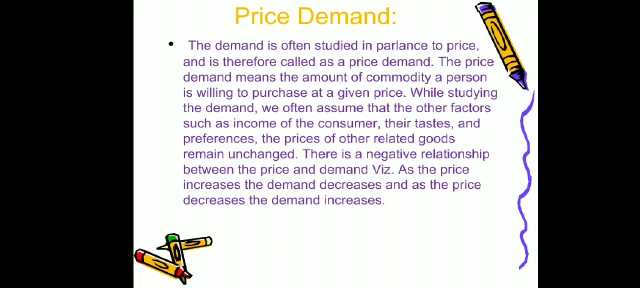 Price Demand:
• The demand is often studied in parlance to price,
and is therefore called as a price demand. The price
demand means the amount of commodity a person
is willing to purchase at a given price. While studying
the demand, we often assume that the other factors
such as income of the consumer, their tastes, and
preferences, the prices of other related goods
remain unchanged. There is a negative relationship
between the price and demand Viz. As the price
increases the demand decreases and as the price
decreases the demand increases.